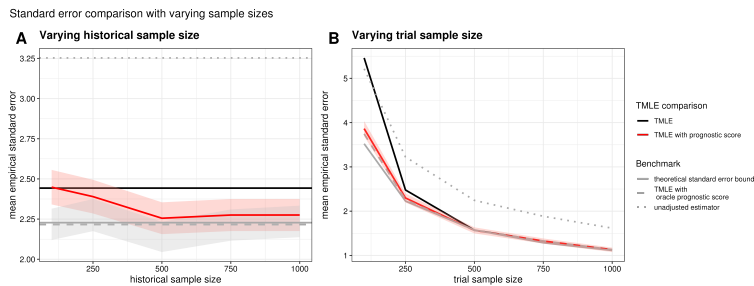 Standard error comparison with varying sample sizes
A
Varying historical sample size
mean empirical standard error
3.25
3.00
2.75
2.50
2.25
2.00
250
500
750
1000
historical sample size
B
Varying trial sample size
mean empirical standard error
5
4
3
2
1
250
500
750
1000
trial sample size
TMLE comparison
TMLE
TMLE with prognostic score
Benchmark
theoretical standard error bound
TMLE with
oracle prognostic score
unadjusted estimator